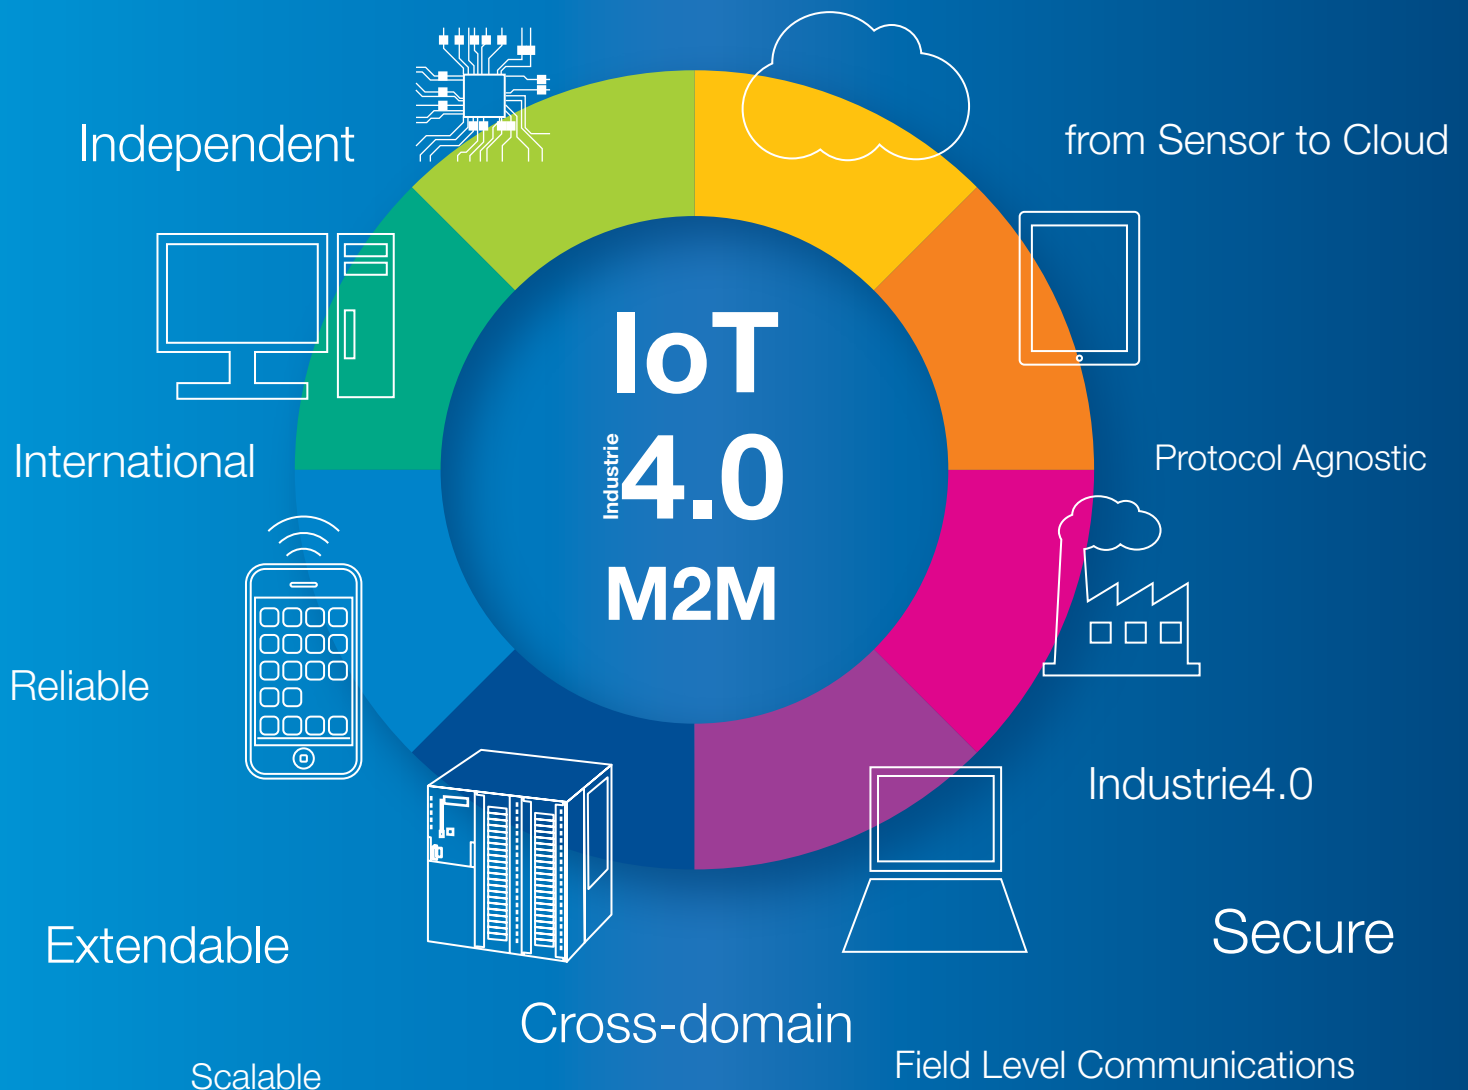 Independent
from Sensor to Cloud
IoT
Industrie
4.0
M2M
International
Protocol Agnostic
Reliable
Industrie4.0
Extendable
Secure
Cross-domain
Scalable
Field Level Communications